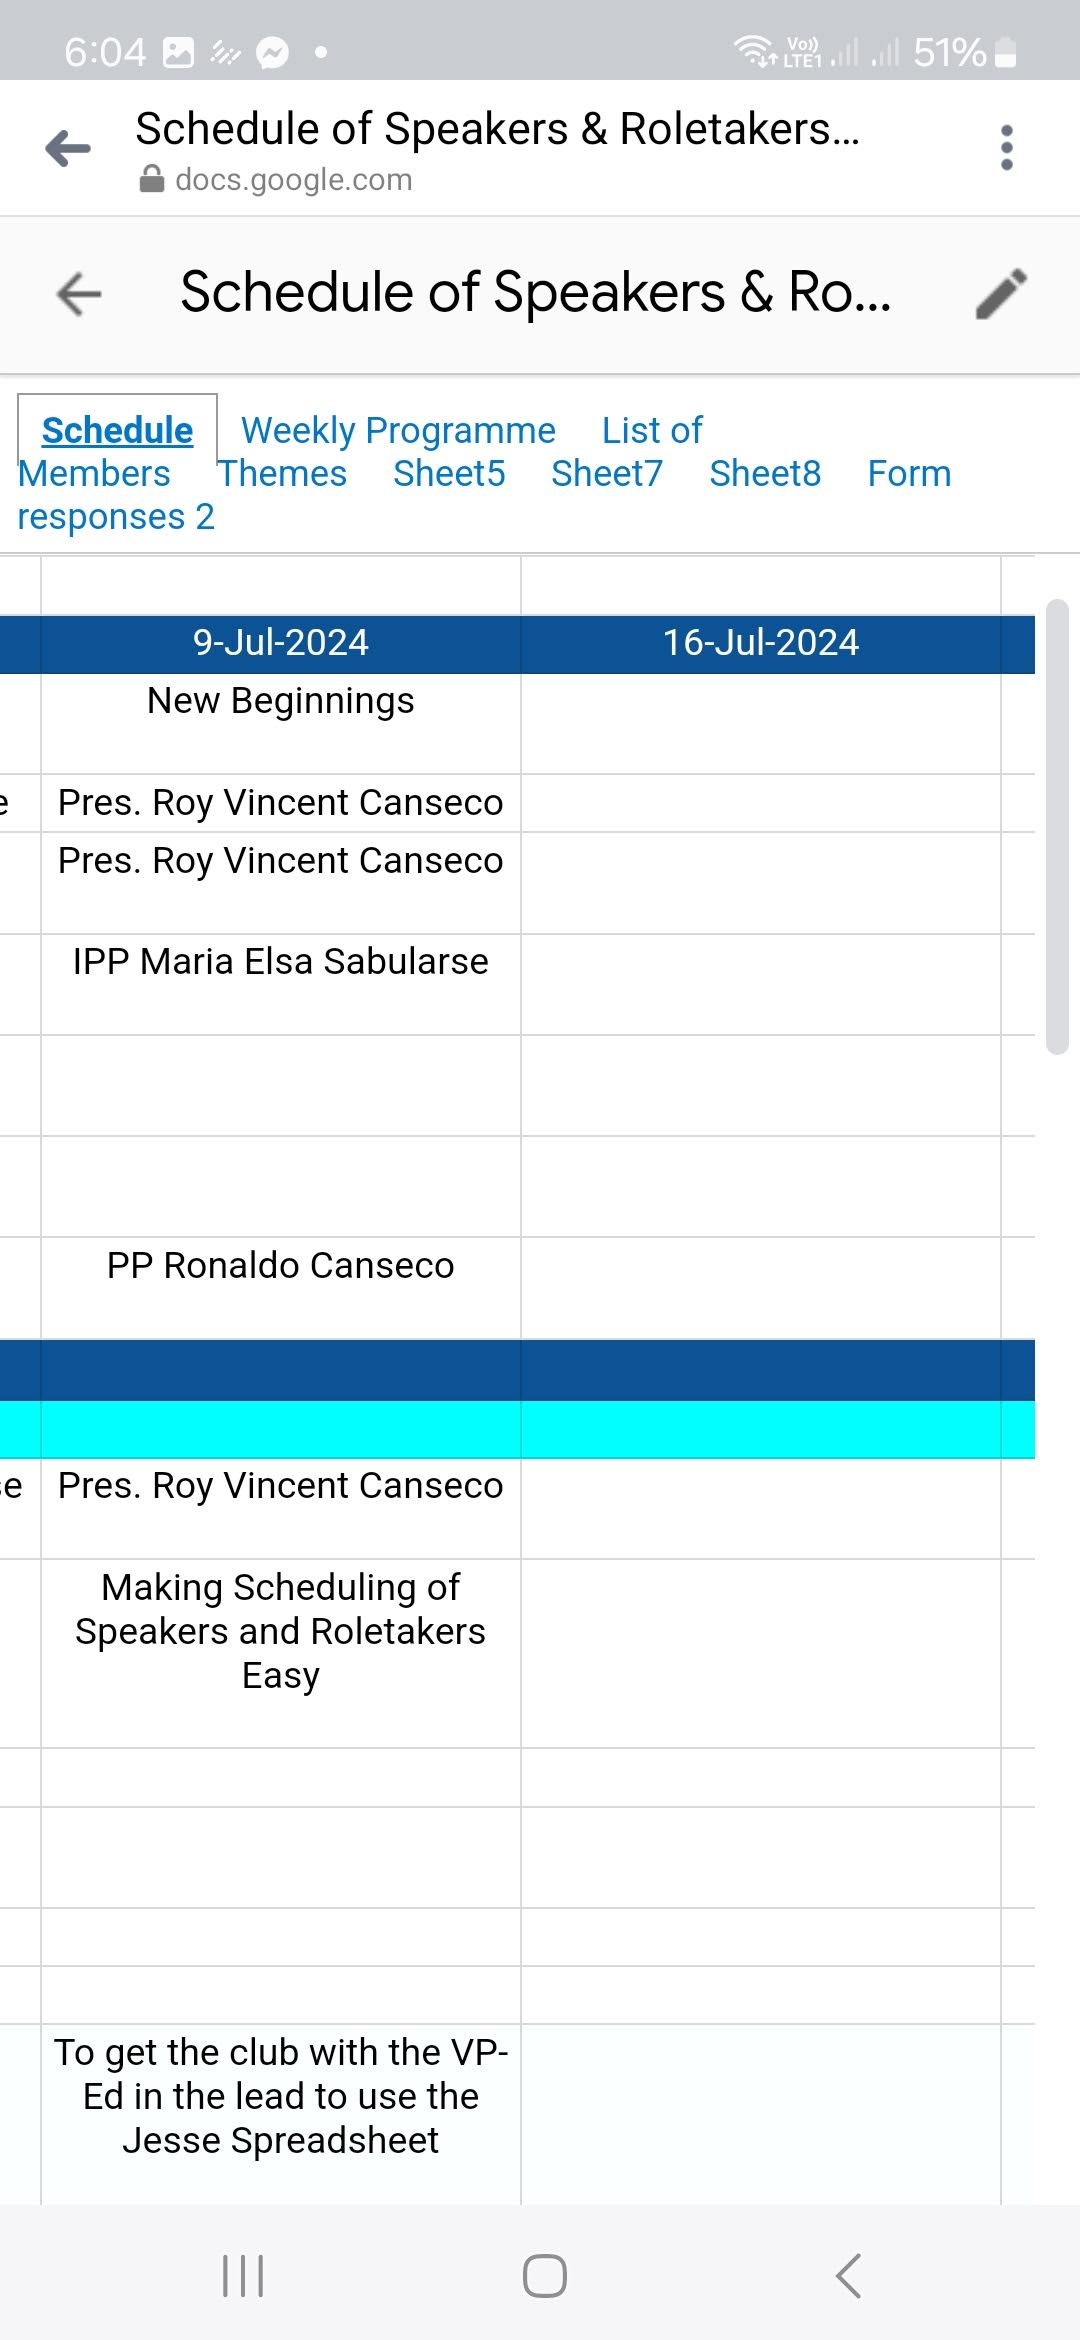 6:04
Vo)) LTE1 51%
Schedule of Speakers & Roletakers...
docs.google.com
Schedule of Speakers & Ro...
Schedule Weekly Programme List of
Members Themes Sheet5 Sheet7 Sheet8 Form
responses 2
9-Jul-2024 16-Jul-2024
New Beginnings
e Pres. Roy Vincent Canseco
Pres. Roy Vincent Canseco
IPP Maria Elsa Sabularse
PP Ronaldo Canseco
se Pres. Roy Vincent Canseco
Making Scheduling of
Speakers and Roletakers
Easy
To get the club with the VP-
Ed in the lead to use the
Jesse Spreadsheet